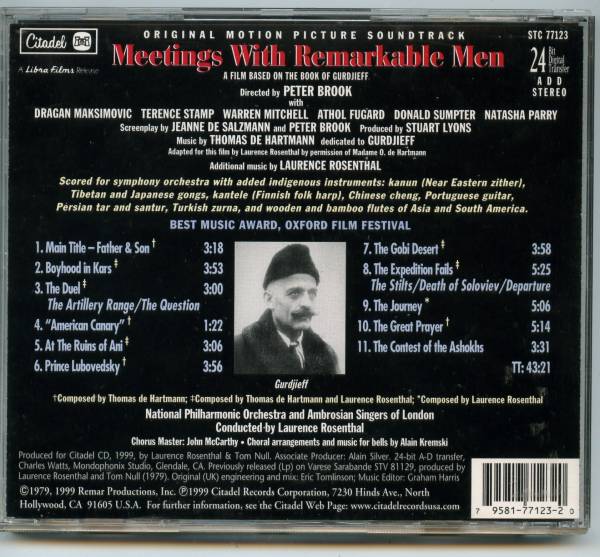 Citadel
A Libra Films Release
ORIGINAL MOTION PICTURE SOUNDTRACK
STC 77123
Meetings With Remarkable Men
24 Bit Digital Transfer
A D D
STEREO
A FILM BASED ON THE BOOK OF GURDJIEFF
Directed by PETER BROOK
with
DRAGAN MAKSIMOVIC TERENCE STAMP WARREN MITCHELL ATHOL FUGARD DONALD SUMPTER NATASHA PARRY
Screenplay by JEANNE DE SALZMANN and PETER BROOK Produced by STUART LYONS
Music by THOMAS DE HARTMANN dedicated to GURDJIEFF
Adapted for this film by Laurence Rosenthal by permission of Madame O. de Hartmann
Additional music by LAURENCE ROSENTHAL
Scored for symphony orchestra with added indigenous instruments: kanun (Near Eastern zither),
Tibetan and Japanese gongs, kantele (Finnish folk harp), Chinese cheng, Portuguese guitar,
Persian tar and santur, Turkish zurna, and wooden and bamboo flutes of Asia and South America.
BEST MUSIC AWARD, OXFORD FILM FESTIVAL
1. Main Title – Father & Son † 3:18
2. Boyhood in Kars ‡ 3:53
3. The Duel ‡ 3:00
The Artillery Range/The Question
4. “American Canary” † 1:22
5. At The Ruins of Ani ‡ 3:06
6. Prince Lubovedsky † 3:56
7. The Gobi Desert ‡ 3:58
8. The Expedition Fails ‡ 5:25
The Stilts/Death of Soloviev/Departure
9. The Journey * 5:06
10. The Great Prayer † 5:14
11. The Contest of the Ashokhs 3:31
TT: 43:21
Gurdjieff
†Composed by Thomas de Hartmann; ‡Composed by Thomas de Hartmann and Laurence Rosenthal; *Composed by Laurence Rosenthal
National Philharmonic Orchestra and Ambrosian Singers of London
Conducted by Laurence Rosenthal
Chorus Master: John McCarthy • Choral arrangements and music for bells by Alain Kremski
Produced for Citadel CD, 1999, by Laurence Rosenthal & Tom Null. Associate Producer: Alain Silver. 24-bit A-D transfer,
Charles Watts, Mondophonix Studio, Glendale, CA. Previously released (Lp) on Varese Sarabande STV 81129, produced by
Laurence Rosenthal and Tom Null (1979). Original (UK) engineering and mix: Eric Tomlinson; Music Editor: Graham Harris
©1979, 1999 Remar Productions, Inc. ℗1999 Citadel Records Corporation, 7230 Hinds Ave., North
Hollywood, CA 91605 U.S.A. For further information, see the Citadel Web Page: www.citadelrecordsusa.com
7 9581-77123-2 0